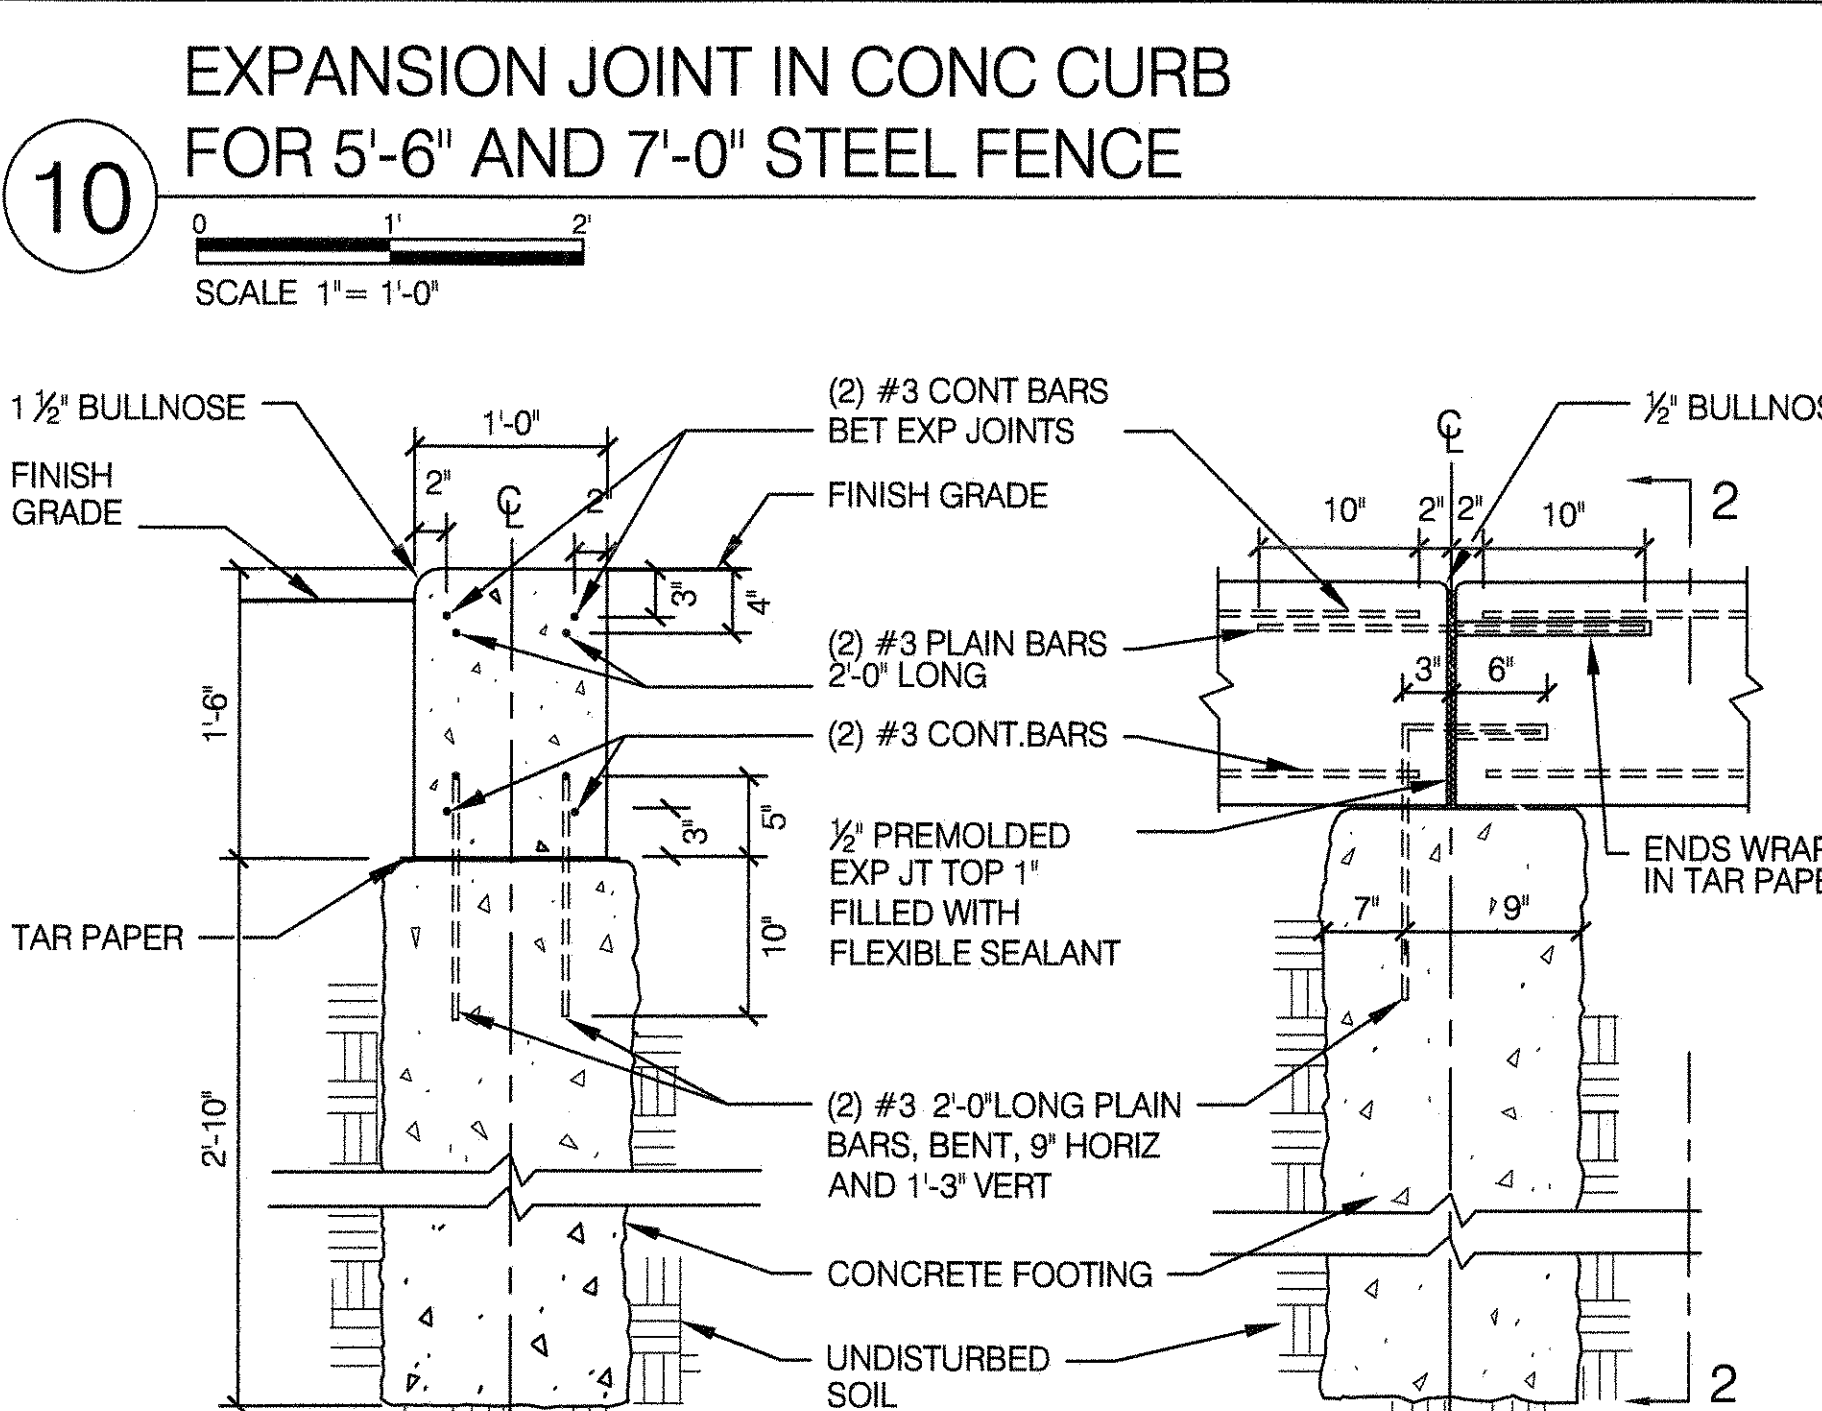 EXPANSION JOINT IN CONC CURB
FOR 5'-6" AND 7'-0" STEEL FENCE
10
0 1' 2'
SCALE 1"= 1'-0"
1 ½" BULLNOSE
FINISH
GRADE
1'-0"
2"
℄
2"
3"
4"
1'-6"
5"
3"
TAR PAPER
10"
2'-10"
(2) #3 CONT BARS
BET EXP JOINTS
FINISH GRADE
(2) #3 PLAIN BARS
2'-0" LONG
(2) #3 CONT.BARS
½" PREMOLDED
EXP JT TOP 1"
FILLED WITH
FLEXIBLE SEALANT
(2) #3 2'-0"LONG PLAIN
BARS, BENT, 9" HORIZ
AND 1'-3" VERT
CONCRETE FOOTING
UNDISTURBED
SOIL
℄
½" BULLNOS
10" 2" 2" 10"
2
3" 6"
ENDS WRAP
IN TAR PAPE
7" 9"
2